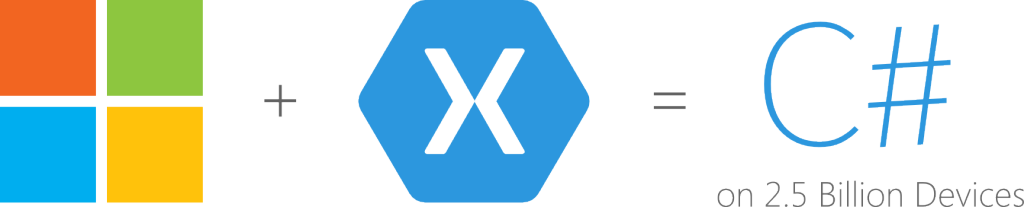 + X = C#
on 2.5 Billion Devices